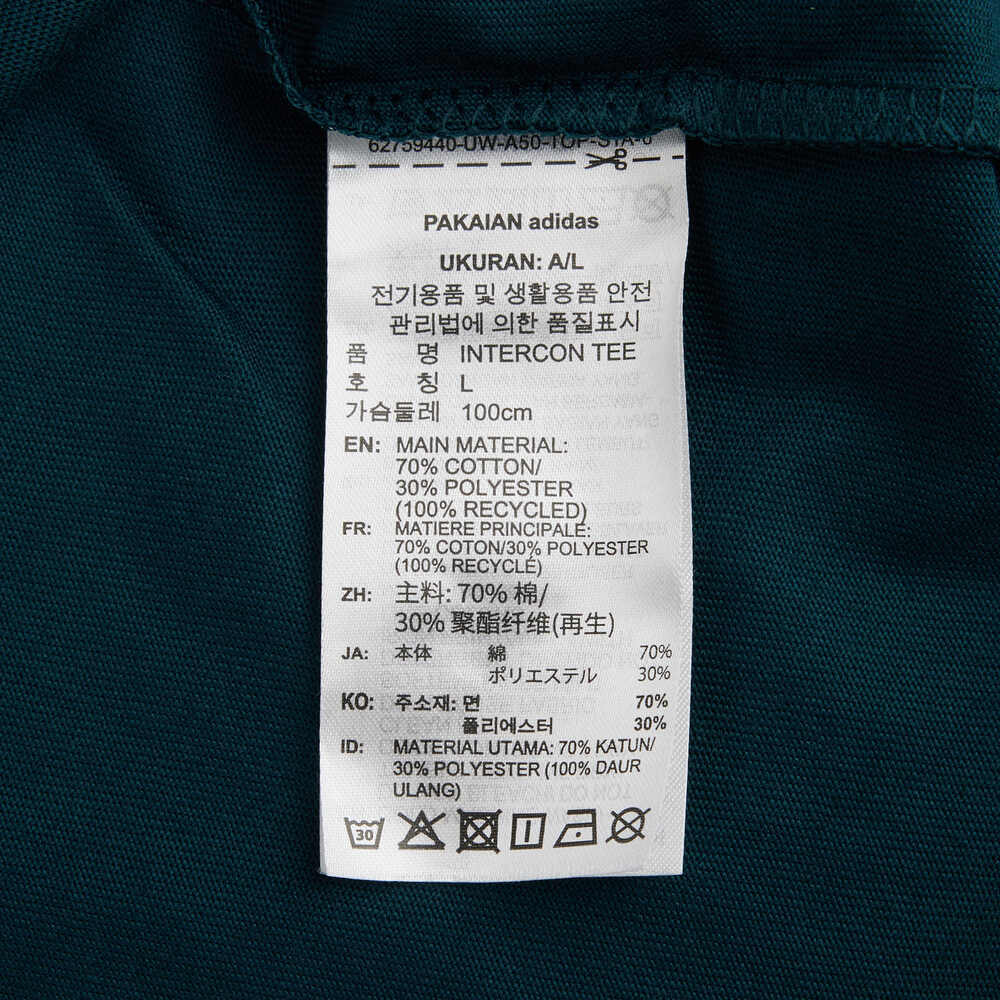 62759440-UW-A50-TOP-STA-6
PAKAIAN adidas
UKURAN: A/L
전기용품 및 생활용품 안전
관리법에 의한 품질표시
품 명 INTERCON TEE
호 칭 L
가슴둘레 100cm
EN: MAIN MATERIAL:
70% COTTON/
30% POLYESTER
(100% RECYCLED)
FR: MATIERE PRINCIPALE:
70% COTON/30% POLYESTER
(100% RECYCLÉ)
ZH: 主料: 70% 棉/
30% 聚酯纤维(再生)
JA: 本体 綿 70%
ポリエステル 30%
KO: 주소재: 면 70%
폴리에스터 30%
ID: MATERIAL UTAMA: 70% KATUN/
30% POLYESTER (100% DAUR
ULANG)
30